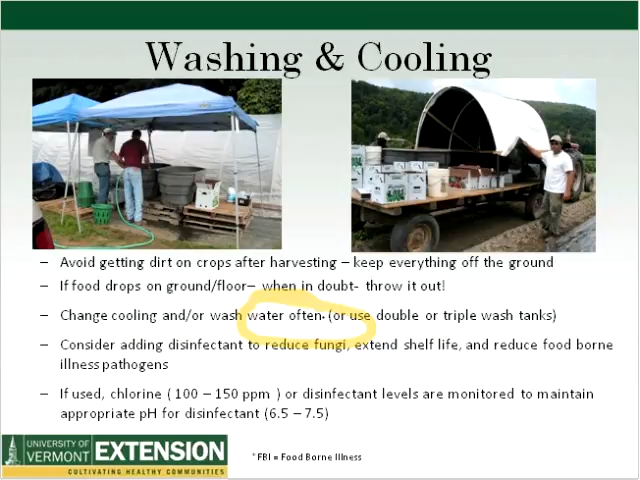 Washing & Cooling
– Avoid getting dirt on crops after harvesting – keep everything off the ground
– If food drops on ground/floor– when in doubt- throw it out!
– Change cooling and/or wash water often. (or use double or triple wash tanks)
– Consider adding disinfectant to reduce fungi, extend shelf life, and reduce food borne
illness pathogens
– If used, chlorine ( 100 – 150 ppm ) or disinfectant levels are monitored to maintain
appropriate pH for disinfectant (6.5 – 7.5)
UNIVERSITY OF
VERMONT EXTENSION
CULTIVATING HEALTHY COMMUNITIES
* FBI = Food Borne Illness